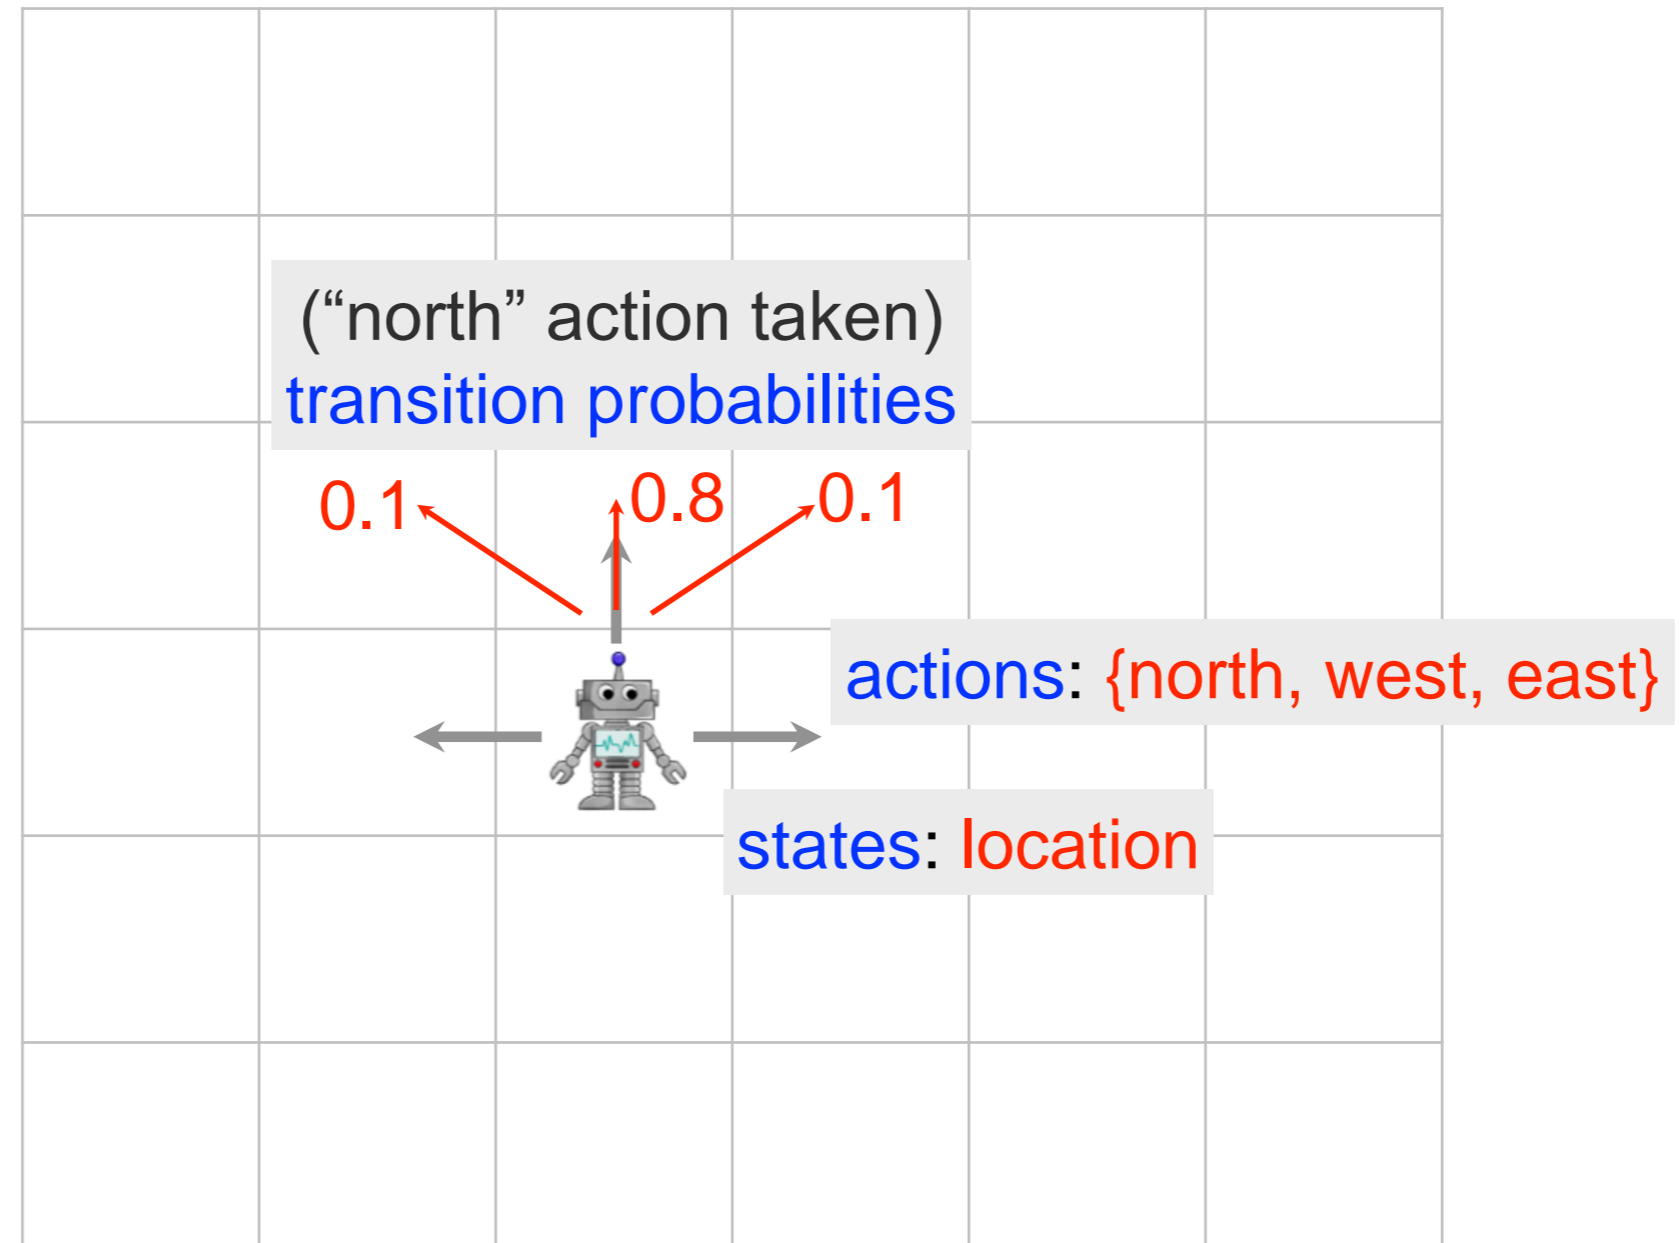 (“north” action taken)
transition probabilities
0.1 0.8 0.1
actions: {north, west, east}
states: location